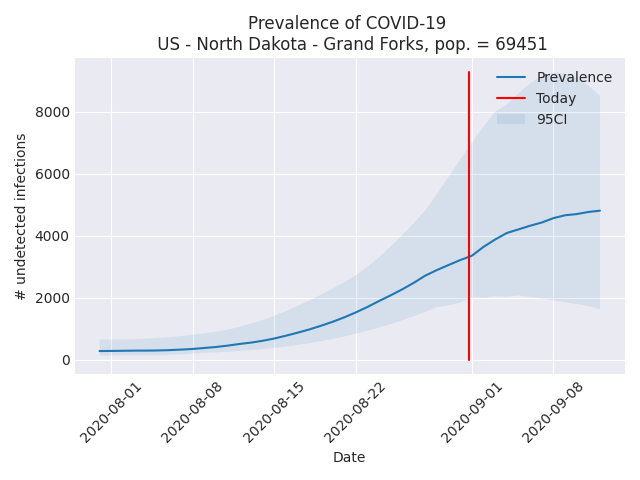 Prevalence of COVID-19
US - North Dakota - Grand Forks, pop. = 69451
Prevalence
Today
95CI
8000
6000
4000
2000
0
# undetected infections
2020-08-01
2020-08-08
2020-08-15
2020-08-22
2020-09-01
2020-09-08
Date